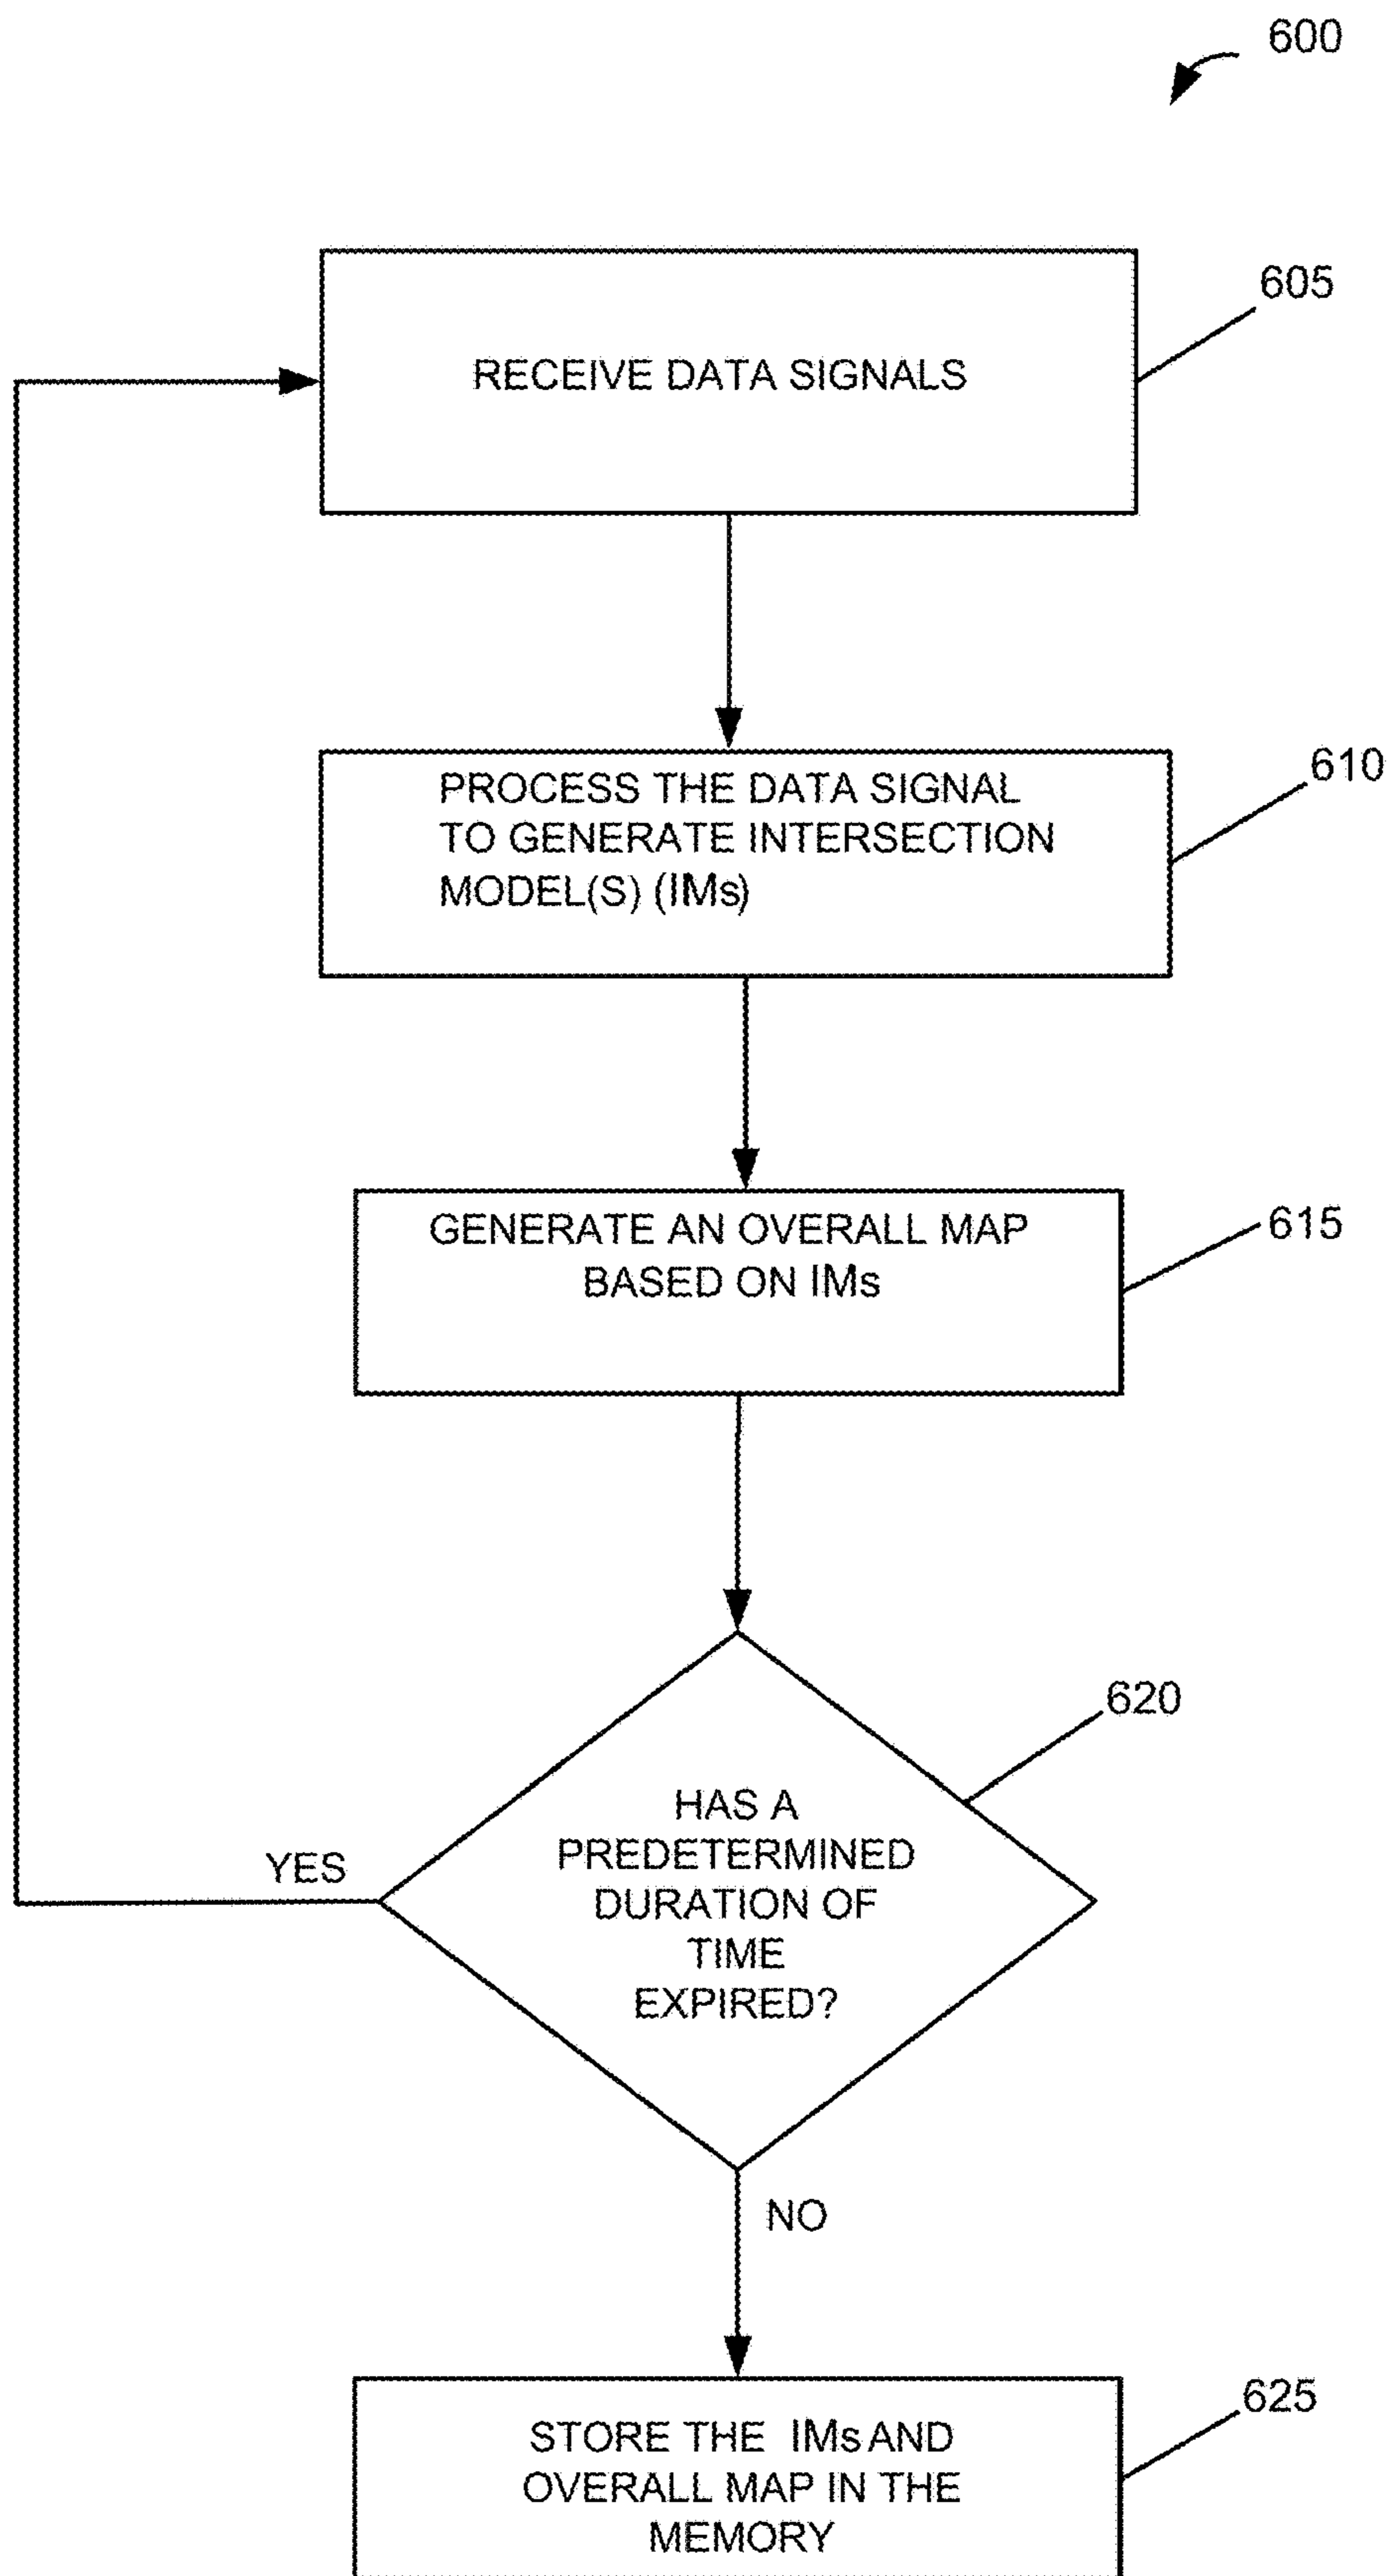 600
RECEIVE DATA SIGNALS
605
PROCESS THE DATA SIGNAL
TO GENERATE INTERSECTION
MODEL(S) (IMs)
610
GENERATE AN OVERALL MAP
BASED ON IMs
615
620
HAS A
PREDETERMINED
DURATION OF
TIME
EXPIRED?
YES
NO
625
STORE THE IMs AND
OVERALL MAP IN THE
MEMORY